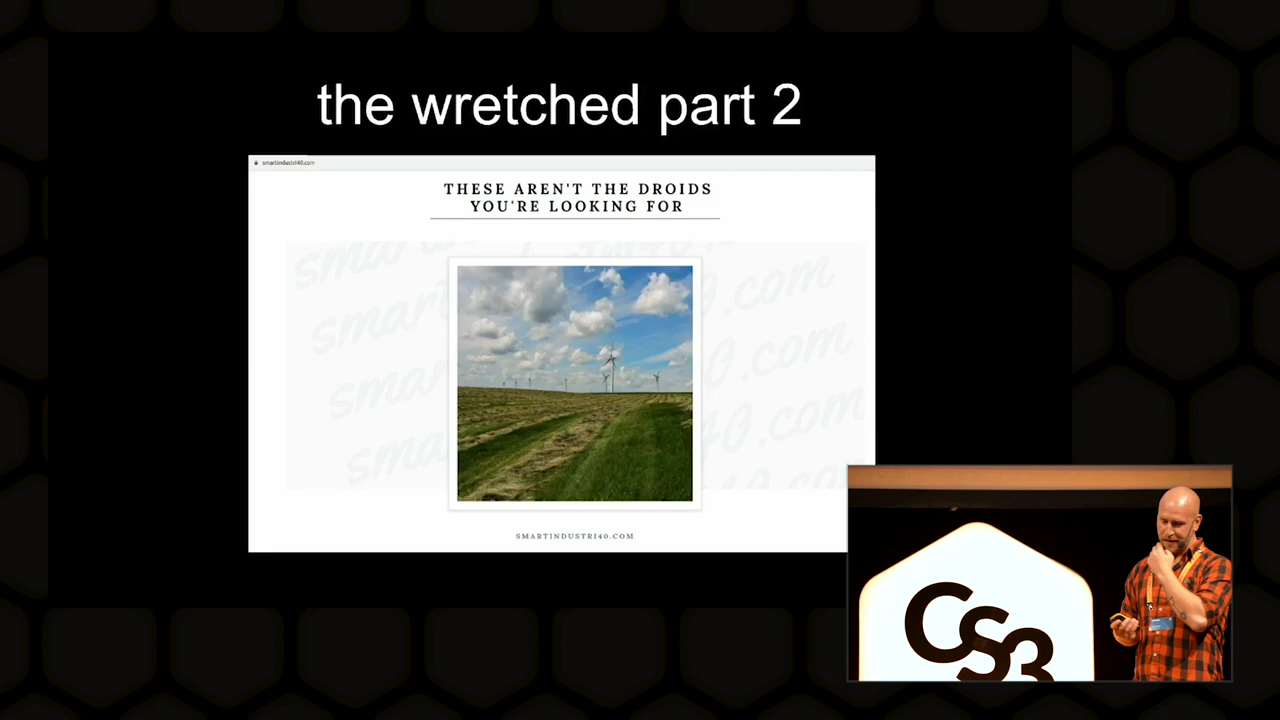 the wretched part 2
smartindustri40.com
THESE AREN'T THE DROIDS
YOU'RE LOOKING FOR
SMARTINDUSTRI40.COM
CS3